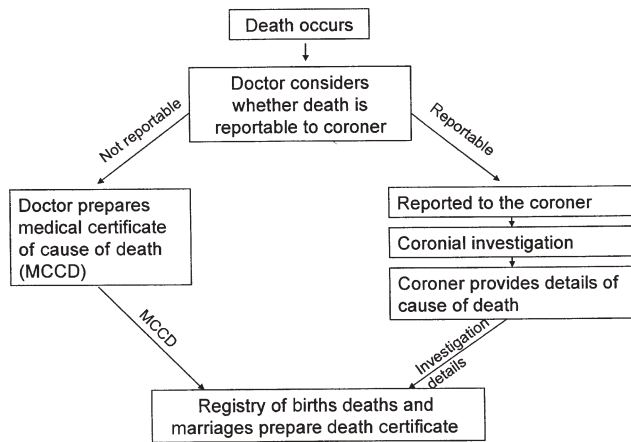 Death occurs
Doctor considers
whether death is
reportable to coroner
Not reportable
Reportable
Doctor prepares
medical certificate
of cause of death
(MCCD)
Reported to the coroner
Coronial investigation
Coroner provides details of
cause of death
MCCD
Investigation
details
Registry of births deaths and
marriages prepare death certificate